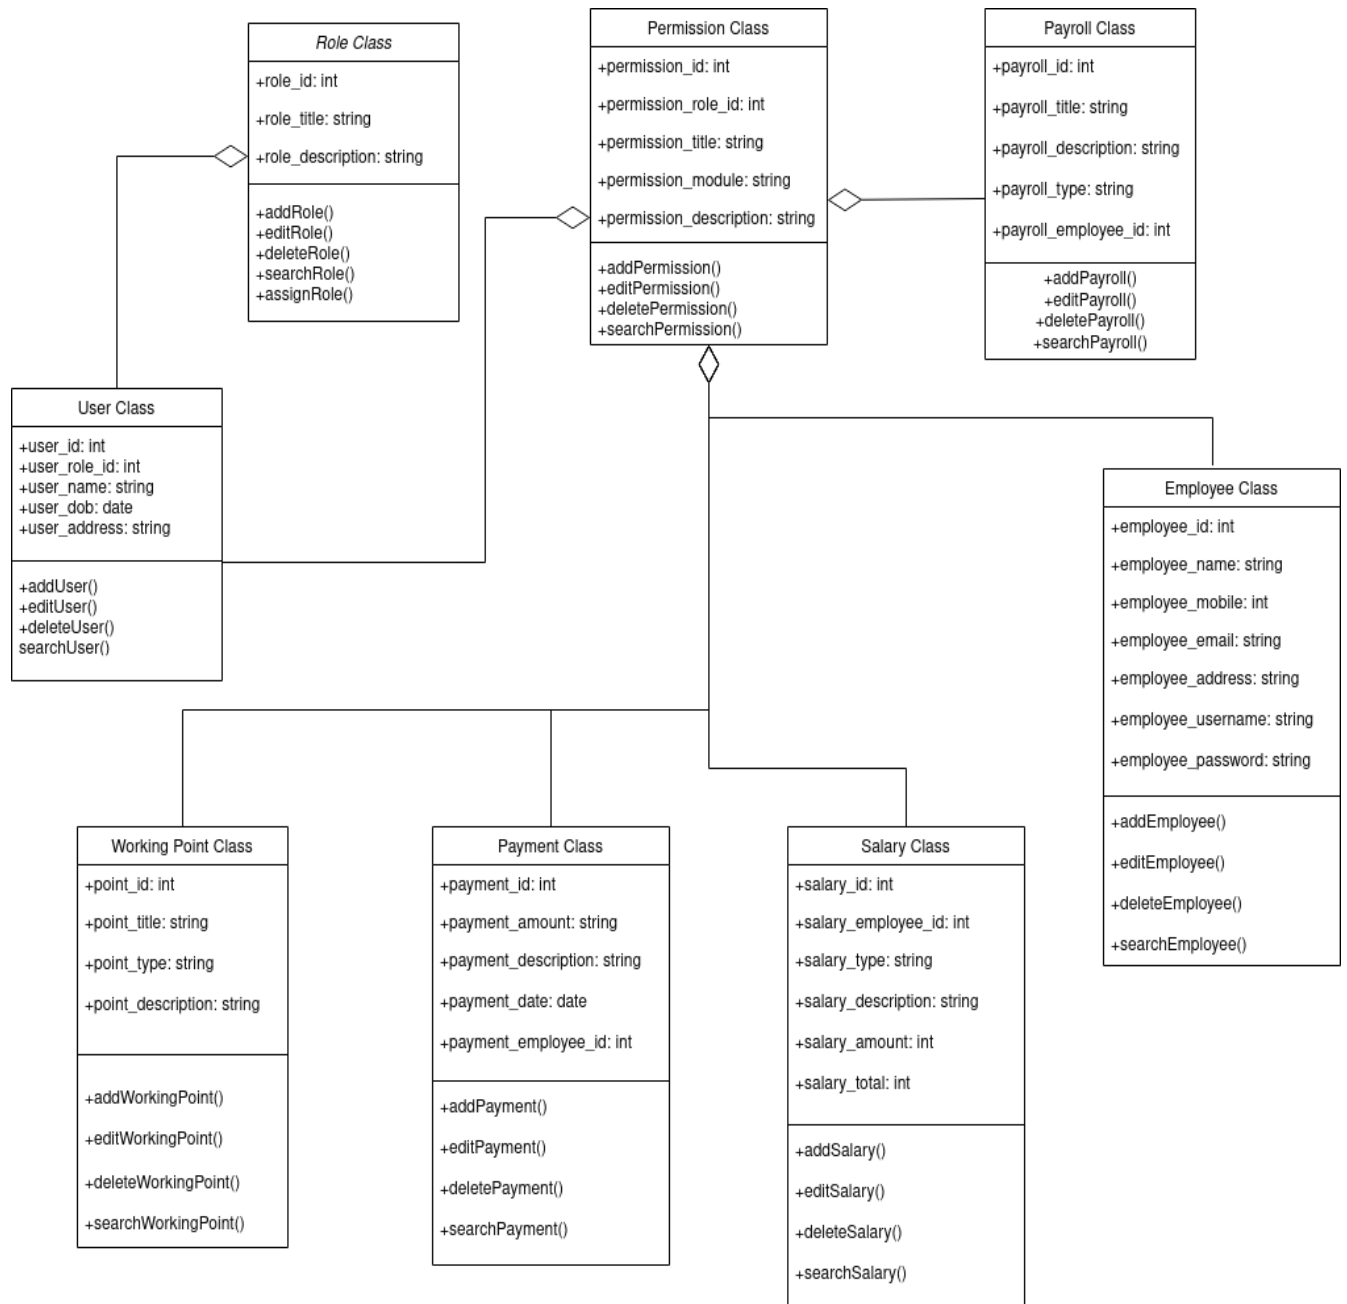 Role Class
+role_id: int
+role_title: string
+role_description: string
+addRole()
+editRole()
+deleteRole()
+searchRole()
+assignRole()
Permission Class
+permission_id: int
+permission_role_id: int
+permission_title: string
+permission_module: string
+permission_description: string
+addPermission()
+editPermission()
+deletePermission()
+searchPermission()
Payroll Class
+payroll_id: int
+payroll_title: string
+payroll_description: string
+payroll_type: string
+payroll_employee_id: int
+addPayroll()
+editPayroll()
+deletePayroll()
+searchPayroll()
User Class
+user_id: int
+user_role_id: int
+user_name: string
+user_dob: date
+user_address: string
+addUser()
+editUser()
+deleteUser()
searchUser()
Employee Class
+employee_id: int
+employee_name: string
+employee_mobile: int
+employee_email: string
+employee_address: string
+employee_username: string
+employee_password: string
+addEmployee()
+editEmployee()
+deleteEmployee()
+searchEmployee()
Working Point Class
+point_id: int
+point_title: string
+point_type: string
+point_description: string
+addWorkingPoint()
+editWorkingPoint()
+deleteWorkingPoint()
+searchWorkingPoint()
Payment Class
+payment_id: int
+payment_amount: string
+payment_description: string
+payment_date: date
+payment_employee_id: int
+addPayment()
+editPayment()
+deletePayment()
+searchPayment()
Salary Class
+salary_id: int
+salary_employee_id: int
+salary_type: string
+salary_description: string
+salary_amount: int
+salary_total: int
+addSalary()
+editSalary()
+deleteSalary()
+searchSalary()